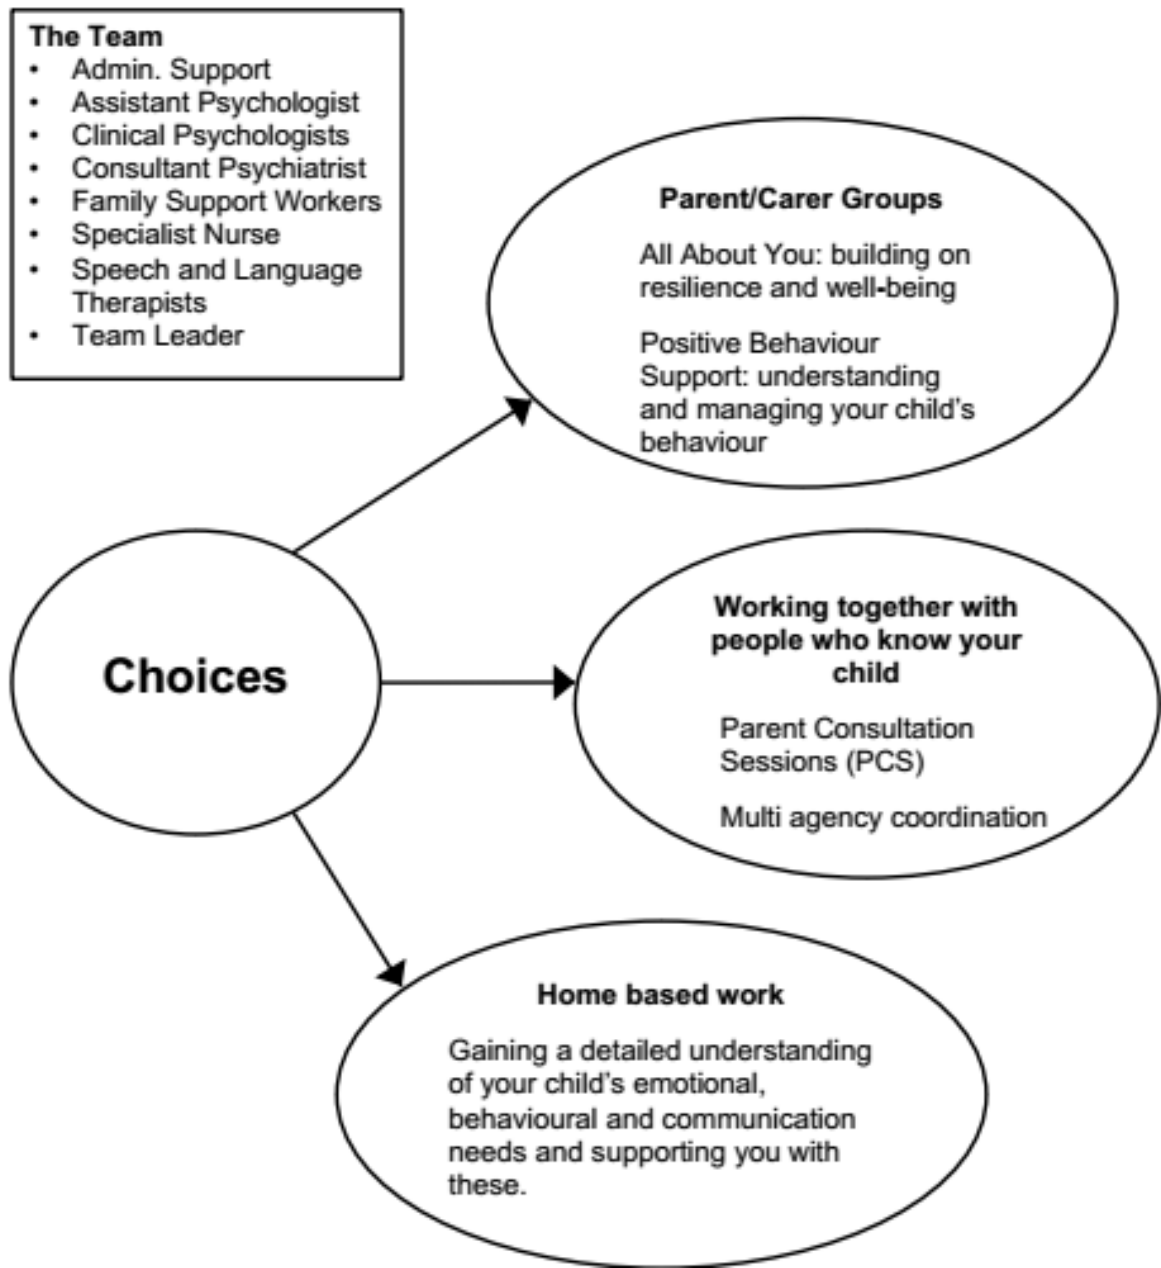 The Team
• Admin. Support
• Assistant Psychologist
• Clinical Psychologists
• Consultant Psychiatrist
• Family Support Workers
• Specialist Nurse
• Speech and Language
Therapists
• Team Leader
Parent/Carer Groups
All About You: building on
resilience and well-being
Positive Behaviour
Support: understanding
and managing your child's
behaviour
Choices
Working together with
people who know your
child
Parent Consultation
Sessions (PCS)
Multi agency coordination
Home based work
Gaining a detailed understanding
of your child's emotional,
behavioural and communication
needs and supporting you with
these.